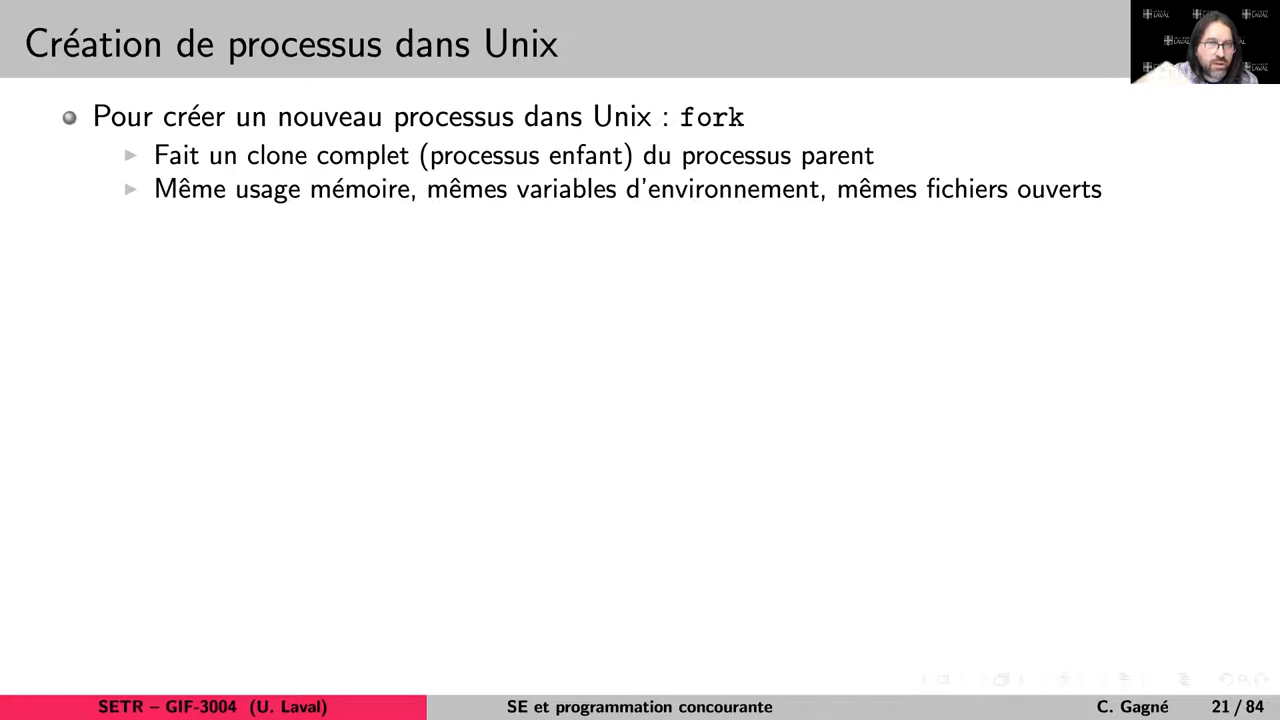 Création de processus dans Unix
LAVAL
LAVAL
Pour créer un nouveau processus dans Unix : fork
Fait un clone complet (processus enfant) du processus parent
Même usage mémoire, mêmes variables d'environnement, mêmes fichiers ouverts
SETR – GIF-3004 (U. Laval) SE et programmation concourante C. Gagné 21 / 84